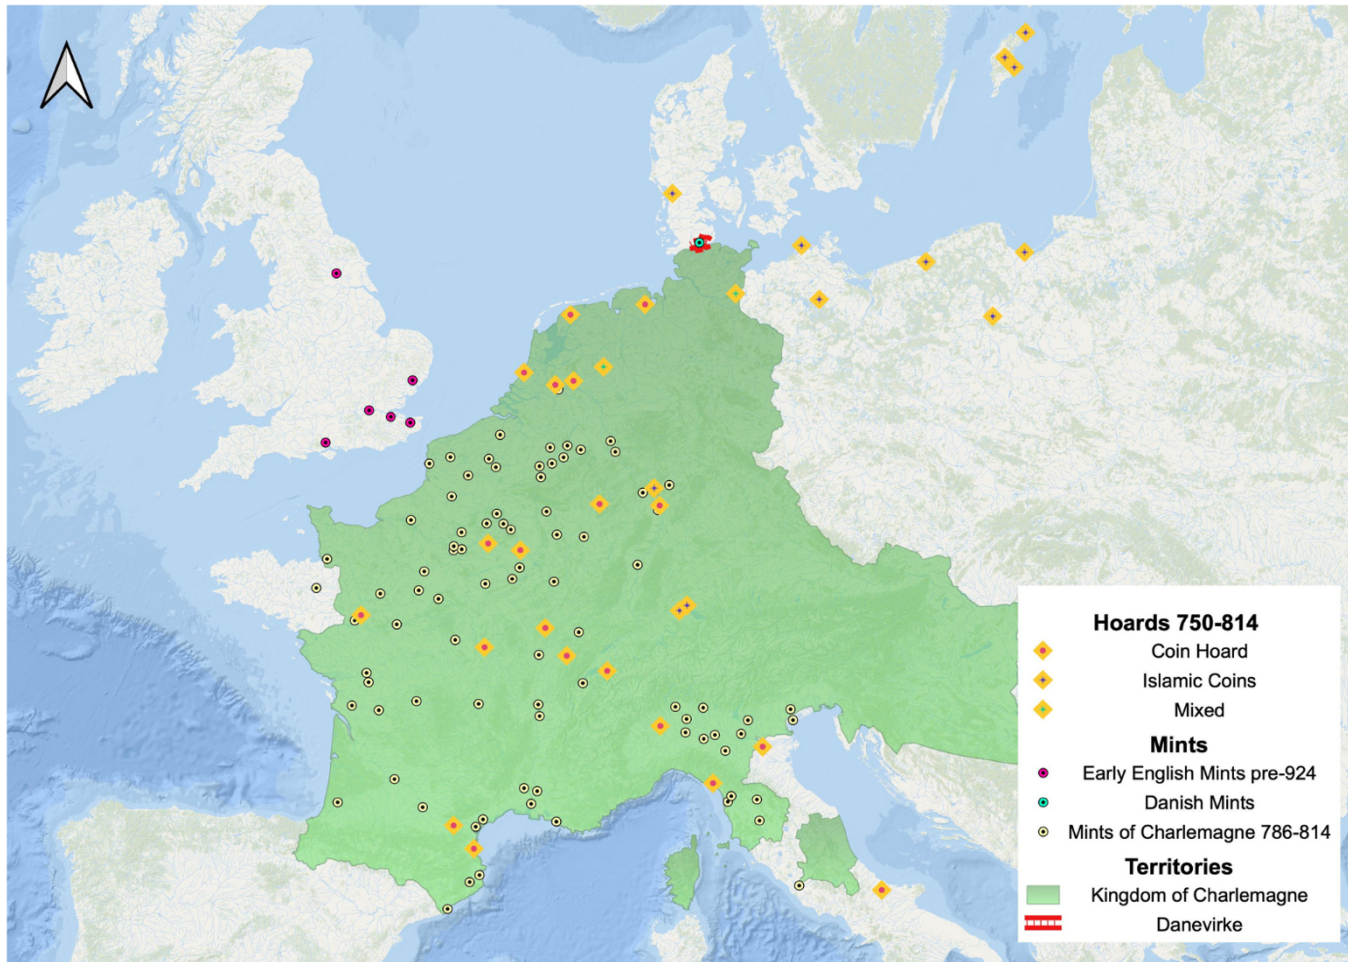 Hoards 750-814
Coin Hoard
Islamic Coins
Mixed
Mints
Early English Mints pre-924
Danish Mints
Mints of Charlemagne 786-814
Territories
Kingdom of Charlemagne
Danevirke